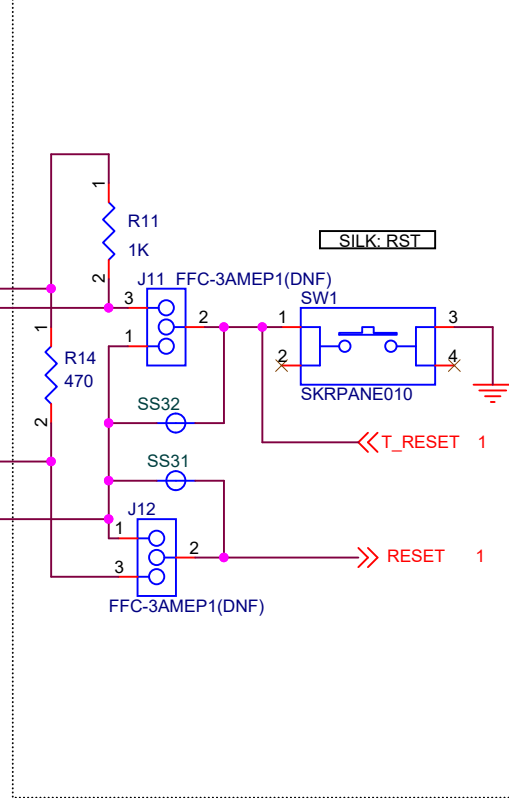 1
R11
1K
2
SILK: RST
J11 FFC-3AMEP1(DNF)
3
2
1
SW1
1
3
2
4
SKRPANE010
1
R14
470
2
SS32
T_RESET 1
SS31
J12
1
2
3
RESET 1
FFC-3AMEP1(DNF)